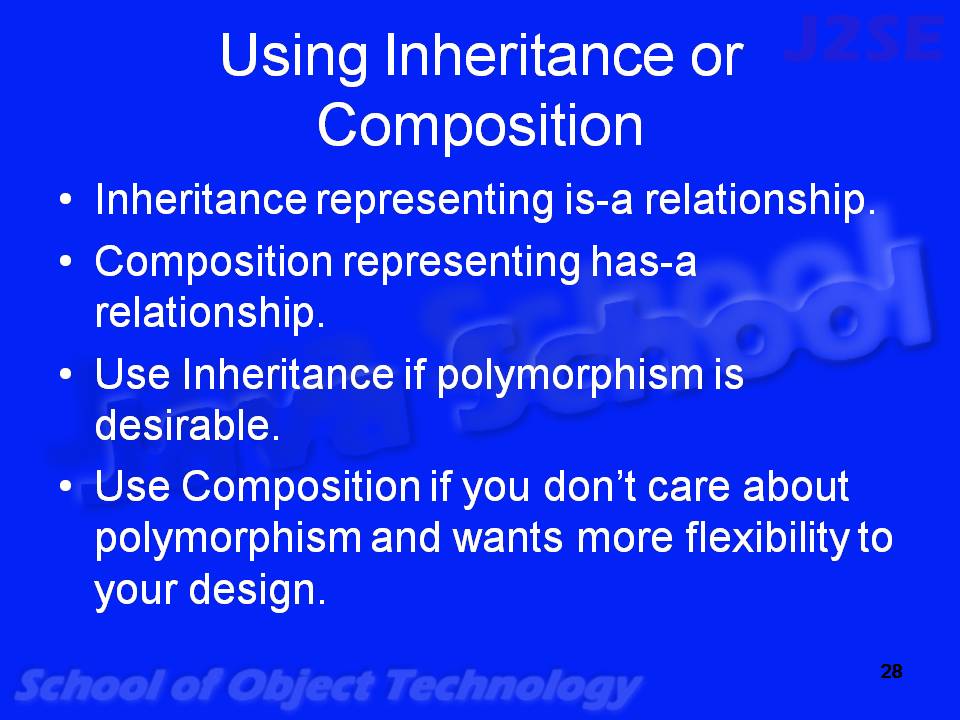 J2SE
Using Inheritance or
Composition
• Inheritance representing is-a relationship.
• Composition representing has-a
relationship.
• Use Inheritance if polymorphism is
desirable.
• Use Composition if you don’t care about
polymorphism and wants more flexibility to
your design.
Java School
School of Object Technology
28